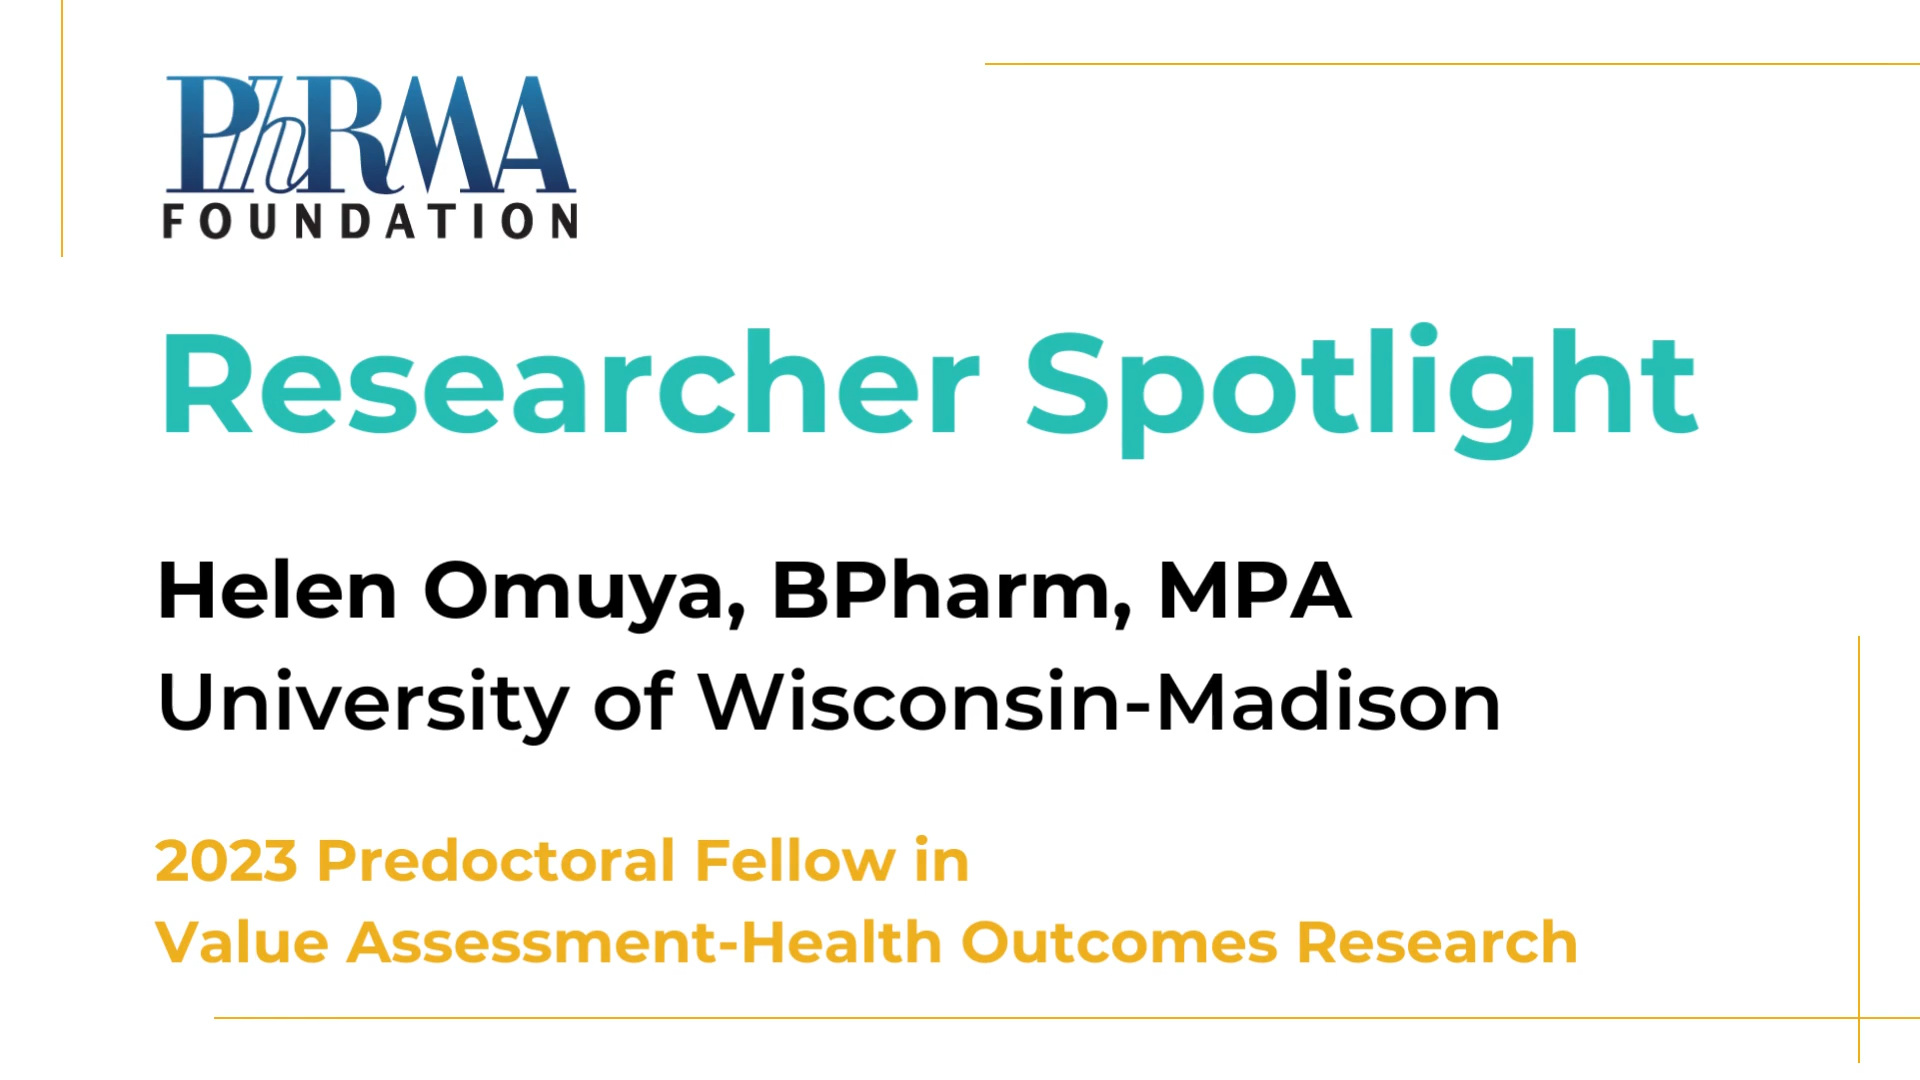 PhRMA
FOUNDATION
Researcher Spotlight
Helen Omuya, BPharm, MPA
University of Wisconsin-Madison
2023 Predoctoral Fellow in
Value Assessment-Health Outcomes Research